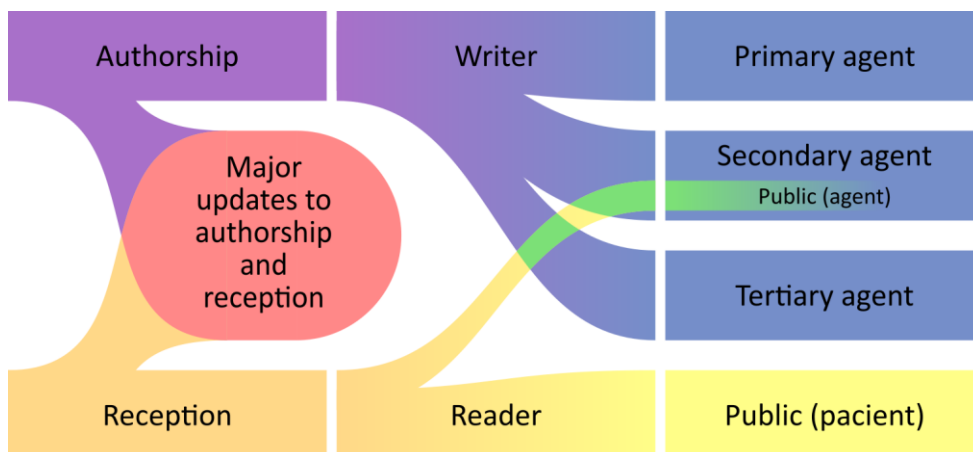 Authorship
Writer
Primary agent
Major
updates to
authorship
and
reception
Secondary agent
Public (agent)
Tertiary agent
Reception
Reader
Public (pacient)